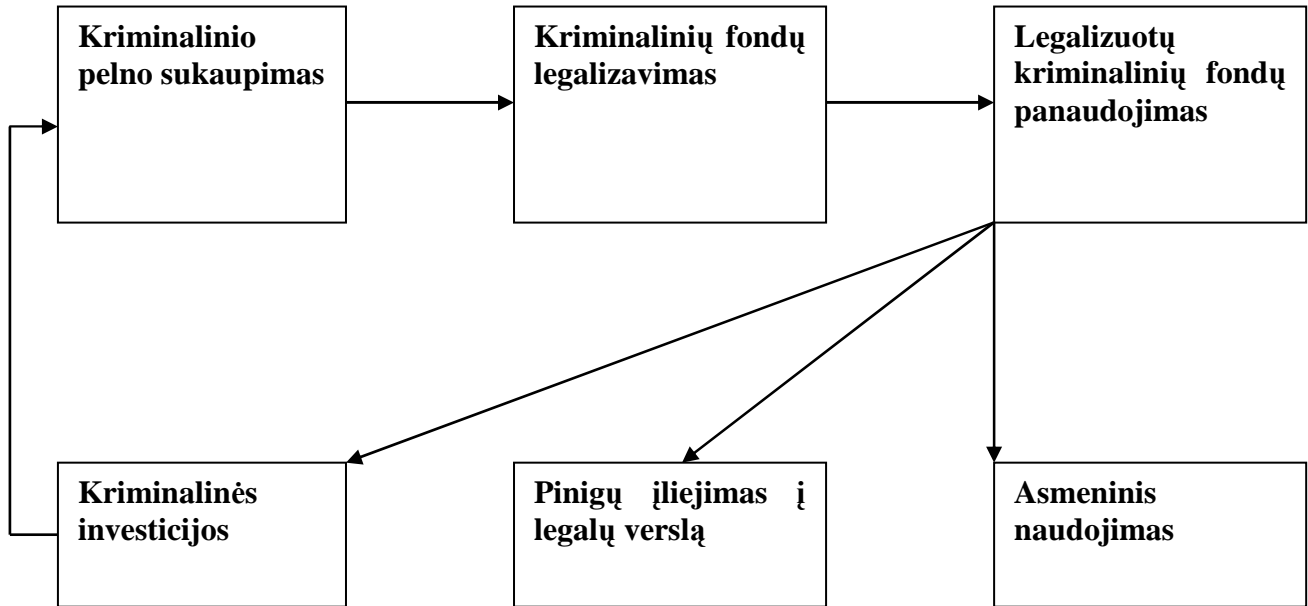 Kriminalinio
pelno sukaupimas
Kriminalinių fondų
legalizavimas
Legalizuotų
kriminalinių fondų
panaudojimas
Kriminalinės
investicijos
Pinigų įliejimas į
legalų verslą
Asmeninis
naudojimas